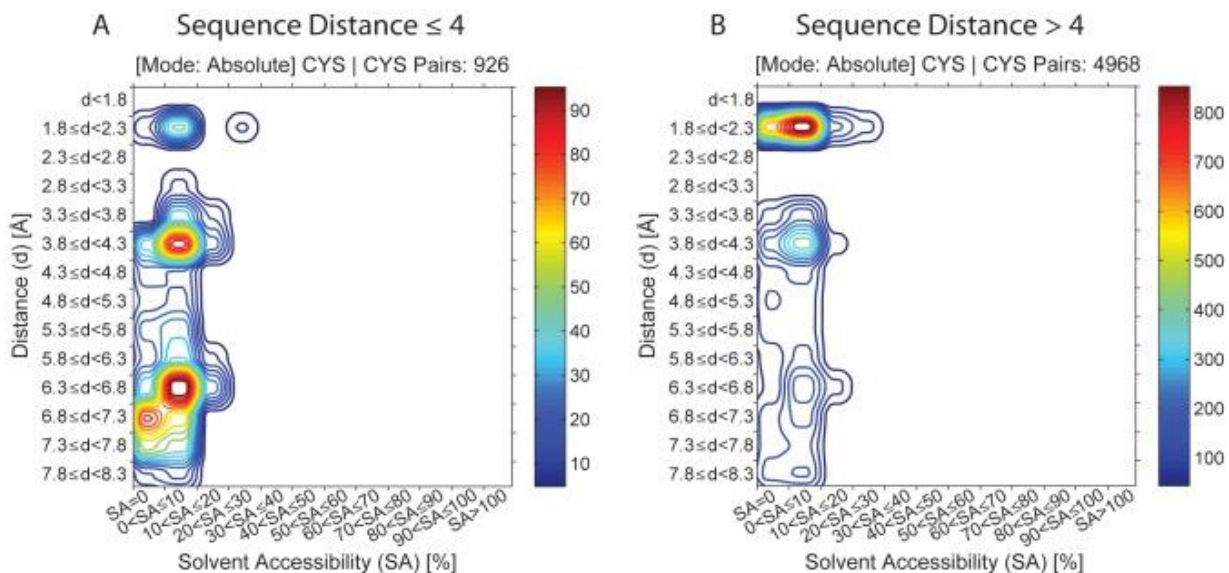 A Sequence Distance ≤ 4
[Mode: Absolute] CYS | CYS Pairs: 926
Distance (d) [Å]
d<1.8
1.8≤d<2.3
2.3≤d<2.8
2.8≤d<3.3
3.3≤d<3.8
3.8≤d<4.3
4.3≤d<4.8
4.8≤d<5.3
5.3≤d<5.8
5.8≤d<6.3
6.3≤d<6.8
6.8≤d<7.3
7.3≤d<7.8
7.8≤d<8.3
SA=0
0<SA≤10
10<SA≤20
20<SA≤30
30<SA≤40
40<SA≤50
50<SA≤60
60<SA≤70
70<SA≤80
80<SA≤90
90<SA≤100
SA>100
Solvent Accessibility (SA) [%]
90
80
70
60
50
40
30
20
10
B Sequence Distance > 4
[Mode: Absolute] CYS | CYS Pairs: 4968
Distance (d) [Å]
d<1.8
1.8≤d<2.3
2.3≤d<2.8
2.8≤d<3.3
3.3≤d<3.8
3.8≤d<4.3
4.3≤d<4.8
4.8≤d<5.3
5.3≤d<5.8
5.8≤d<6.3
6.3≤d<6.8
6.8≤d<7.3
7.3≤d<7.8
7.8≤d<8.3
SA=0
0<SA≤10
10<SA≤20
20<SA≤30
30<SA≤40
40<SA≤50
50<SA≤60
60<SA≤70
70<SA≤80
80<SA≤90
90<SA≤100
SA>100
Solvent Accessibility (SA) [%]
800
700
600
500
400
300
200
100